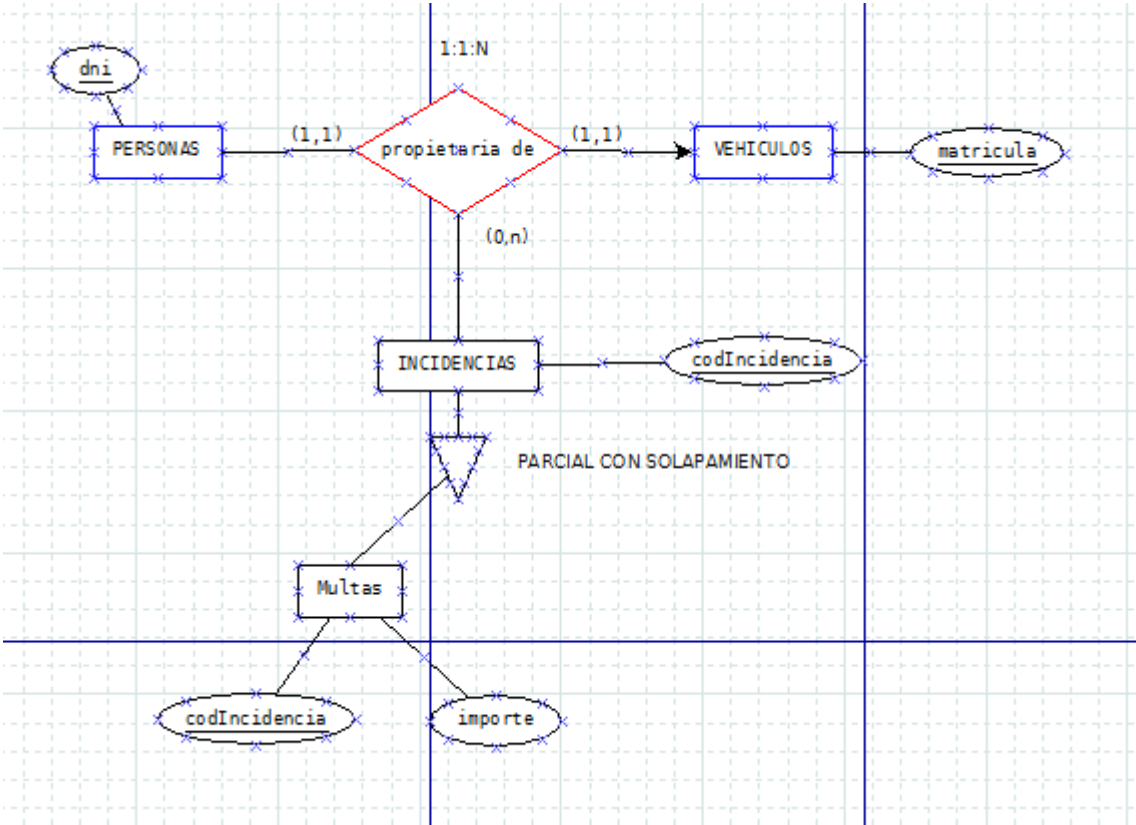 1:1:N
dni
PERSONAS
(1,1)
propietaria de
(1,1)
VEHICULOS
matricula
(0,n)
INCIDENCIAS
codIncidencia
PARCIAL CON SOLAPAMIENTO
Multas
codIncidencia
importe